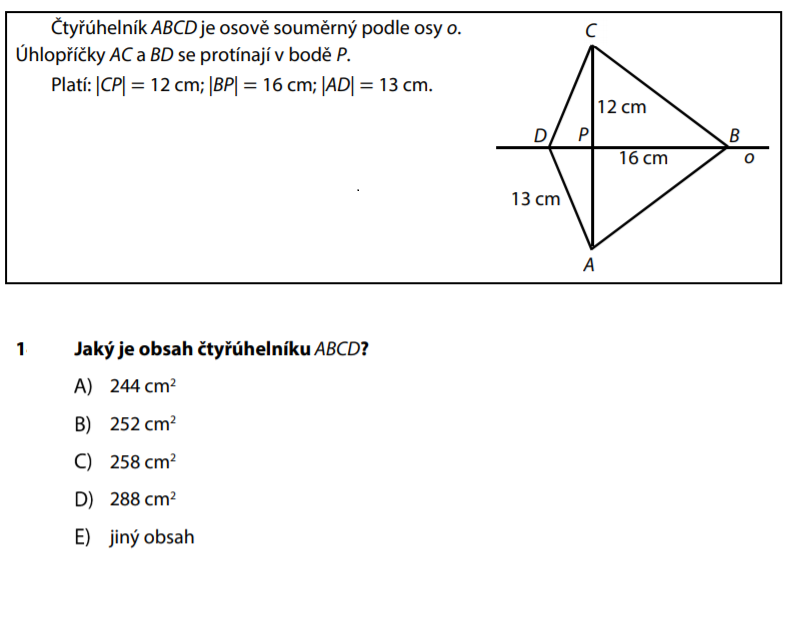 Čtyřúhelník ABCD je osově souměrný podle osy o.
Úhlopříčky AC a BD se protínají v bodě P.
Platí: |CP| = 12 cm; |BP| = 16 cm; |AD| = 13 cm.
C
12 cm
D
P
B
16 cm
o
13 cm
A
1 Jaký je obsah čtyřúhelníku ABCD?
A) 244 cm²
B) 252 cm²
C) 258 cm²
D) 288 cm²
E) jiný obsah